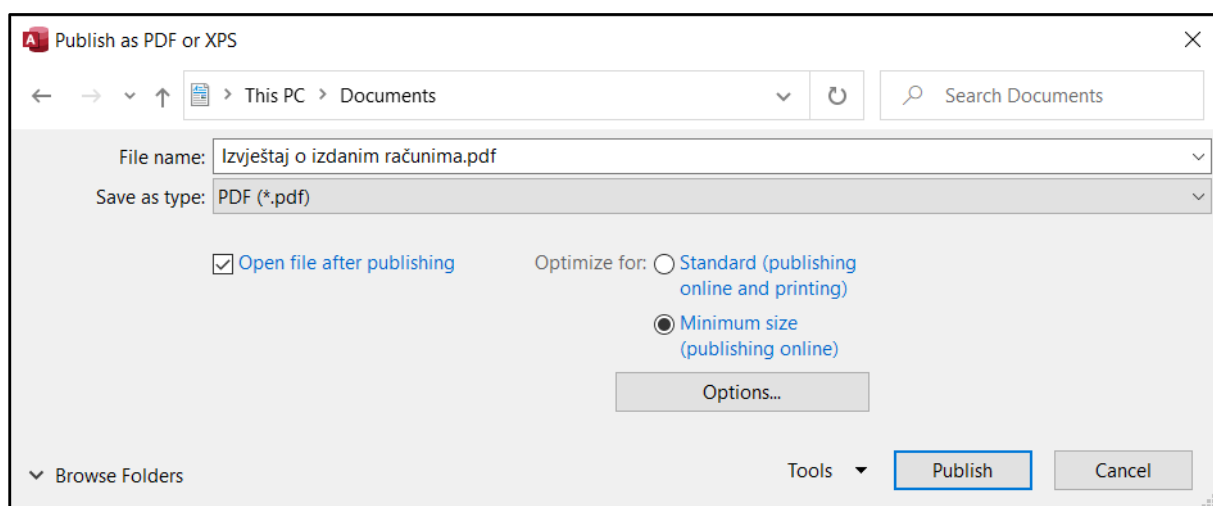 A Publish as PDF or XPS
This PC > Documents
Search Documents
File name: Izvještaj o izdanim računima.pdf
Save as type: PDF (*.pdf)
Open file after publishing
Optimize for: Standard (publishing
online and printing)
Minimum size
(publishing online)
Options...
Browse Folders
Tools
Publish
Cancel